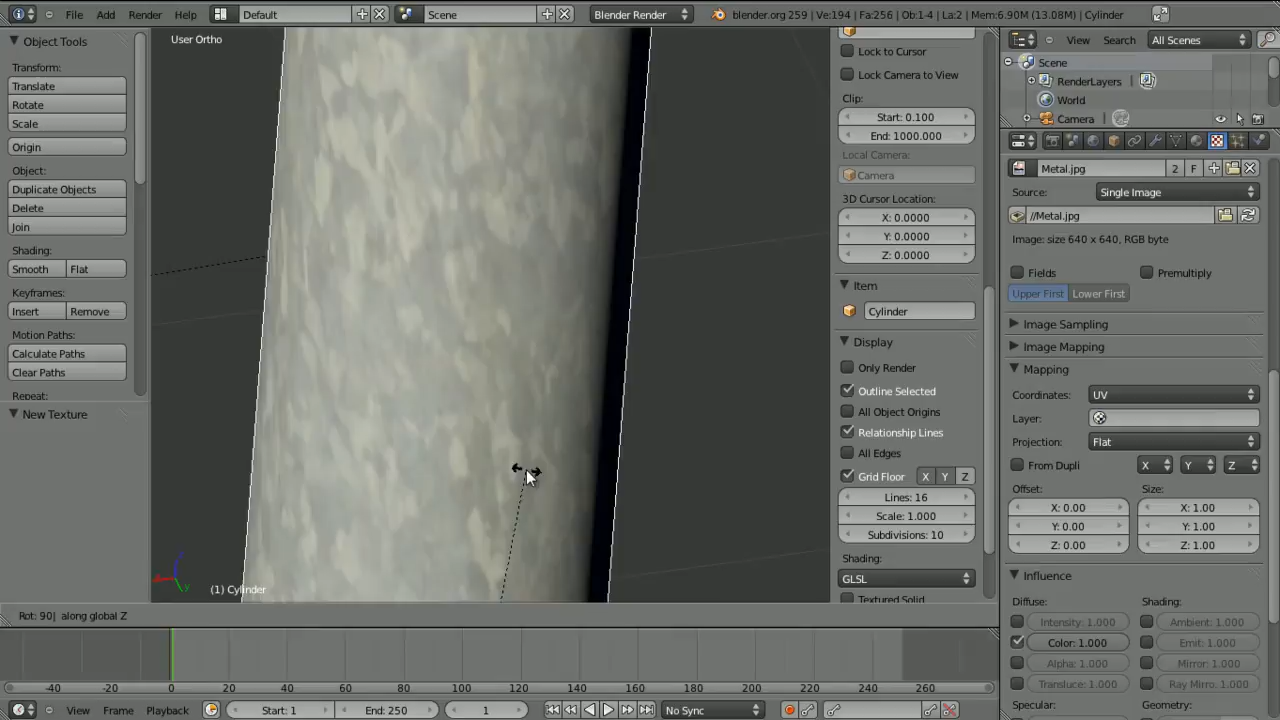 File Add Render Help Default Scene Blender Render blender.org 259 | Ve:194 | Fa:256 | Ob:1-4 | La:2 | Mem:6.90M (13.08M) | Cylinder
Object Tools
Transform:
Translate
Rotate
Scale
Origin
Object:
Duplicate Objects
Delete
Join
Shading:
Smooth Flat
Keyframes:
Insert Remove
Motion Paths:
Calculate Paths
Clear Paths
Repeat:
New Texture
User Ortho
(1) Cylinder
Rot: 90| along global Z
Lock to Cursor
Lock Camera to View
Clip:
Start: 0.100
End: 1000.000
Local Camera:
Camera
3D Cursor Location:
X: 0.0000
Y: 0.0000
Z: 0.0000
Item
Cylinder
Display
Only Render
Outline Selected
All Object Origins
Relationship Lines
All Edges
Grid Floor X Y Z
Lines: 16
Scale: 1.000
Subdivisions: 10
Shading:
GLSL
Textured Solid
View Search All Scenes
Scene
RenderLayers
World
Camera
Metal.jpg 2 F
Source: Single Image
//Metal.jpg
Image: size 640 x 640, RGB byte
Fields Premultiply
Upper First Lower First
Image Sampling
Image Mapping
Mapping
Coordinates: UV
Layer:
Projection: Flat
From Dupli X Y Z
Offset: Size:
X: 0.00 X: 1.00
Y: 0.00 Y: 1.00
Z: 0.00 Z: 1.00
Influence
Diffuse: Shading:
Intensity: 1.000 Ambient: 1.000
Color: 1.000 Emit: 1.000
Alpha: 1.000 Mirror: 1.000
Transluce: 1.000 Ray Mirro: 1.000
Specular: Geometry:
-40 -20 0 20 40 60 80 100 120 140 160 180 200 220 240 260
View Frame Playback Start: 1 End: 250 1 No Sync